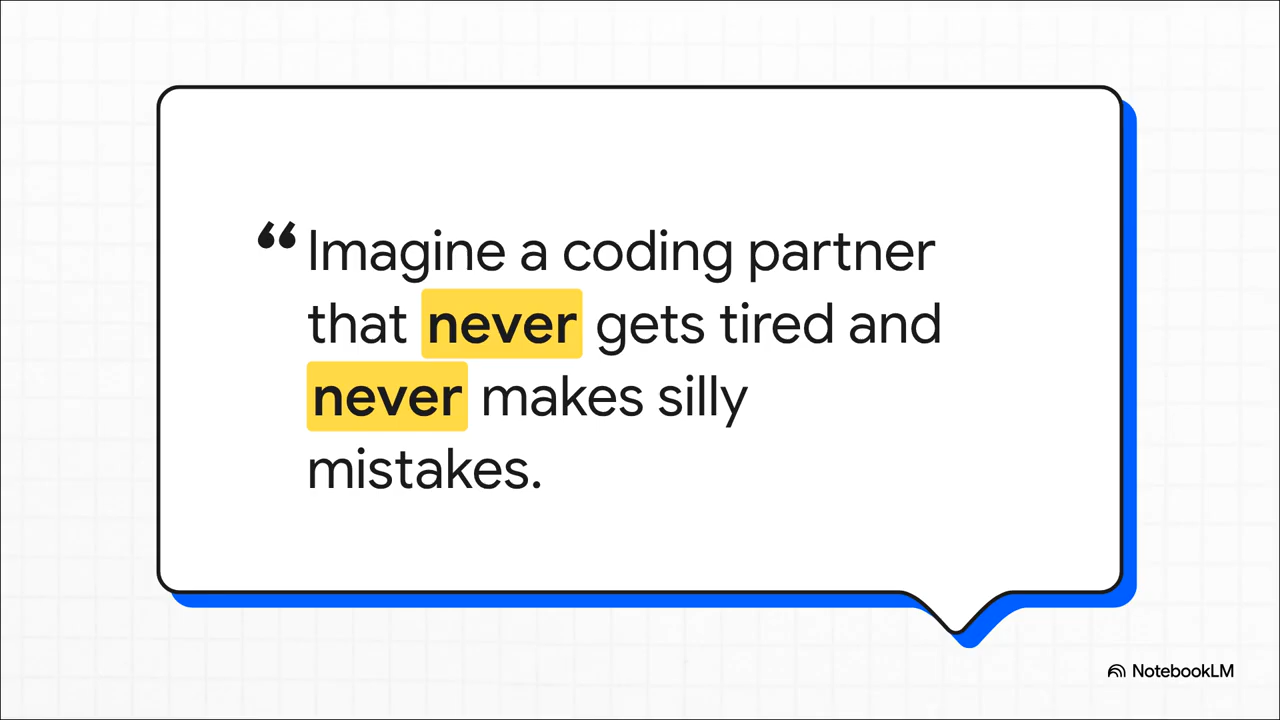 “Imagine a coding partner
that never gets tired and
never makes silly
mistakes.
NotebookLM